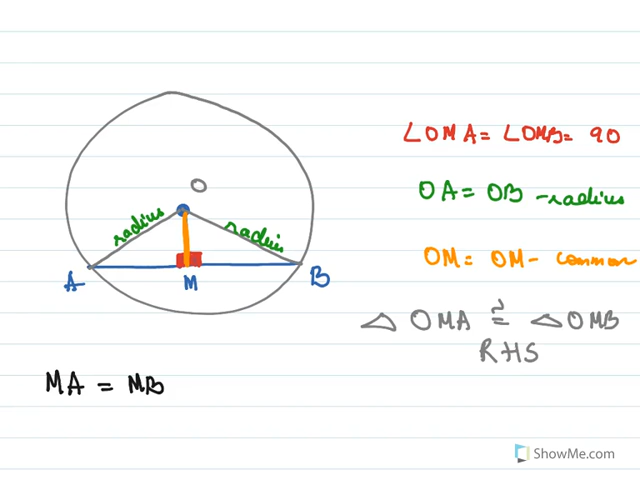 ∠OMA = ∠OMB = 90
O
OA = OB - radius
radius radius
OM = OM - common
A M B
△ OMA ≅ △ OMB
RHS
MA = MB
ShowMe.com